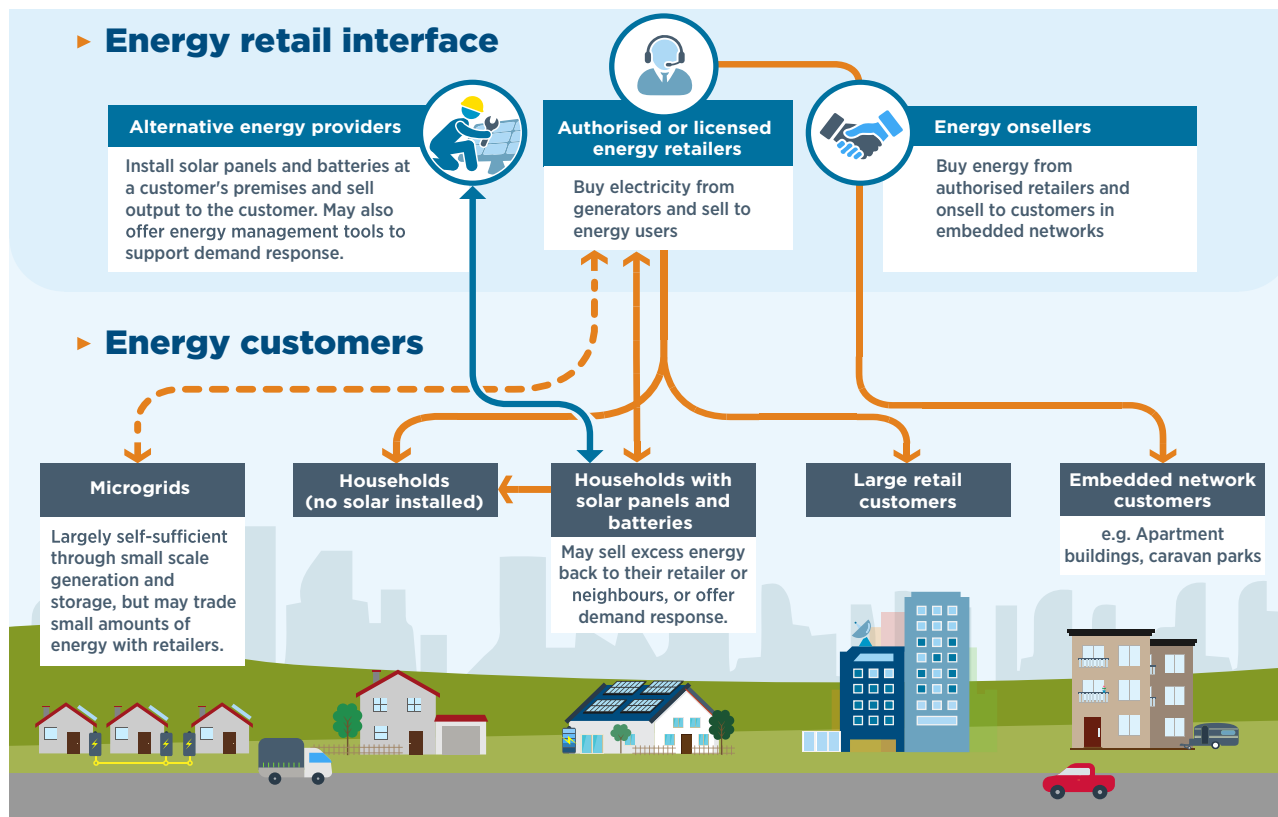 Energy retail interface
Alternative energy providers
Install solar panels and batteries at
a customer's premises and sell
output to the customer. May also
offer energy management tools to
support demand response.
Authorised or licensed
energy retailers
Buy electricity from
generators and sell to
energy users
Energy onsellers
Buy energy from
authorised retailers and
onsell to customers in
embedded networks
Energy customers
Microgrids
Largely self-sufficient
through small scale
generation and
storage, but may trade
small amounts of
energy with retailers.
Households
(no solar installed)
Households with
solar panels and
batteries
May sell excess energy
back to their retailer or
neighbours, or offer
demand response.
Large retail
customers
Embedded network
customers
e.g. Apartment
buildings, caravan parks